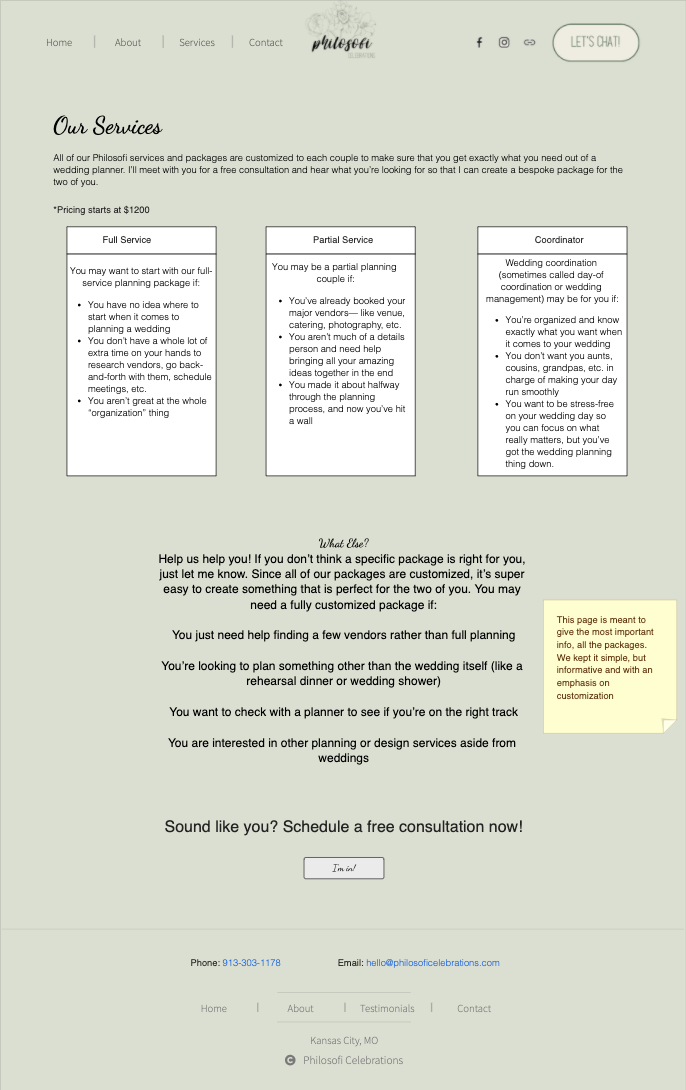 Home | About | Services | Contact
philosofi
CELEBRATIONS
LET'S CHAT!
Our Services
All of our Philosofi services and packages are customized to each couple to make sure that you get exactly what you need out of a
wedding planner. I'll meet with you for a free consultation and hear what you're looking for so that I can create a bespoke package for the
two of you.
*Pricing starts at $1200
Full Service
You may want to start with our full-
service planning package if:
• You have no idea where to
start when it comes to
planning a wedding
• You don't have a whole lot of
extra time on your hands to
research vendors, go back-
and-forth with them, schedule
meetings, etc.
• You aren't great at the whole
"organization" thing
Partial Service
You may be a partial planning
couple if:
• You've already booked your
major vendors— like venue,
catering, photography, etc.
• You aren't much of a details
person and need help
bringing all your amazing
ideas together in the end
• You made it about halfway
through the planning
process, and now you've hit
a wall
Coordinator
Wedding coordination
(sometimes called day-of
coordination or wedding
management) may be for you if:
• You're organized and know
exactly what you want when
it comes to your wedding
• You don't want you aunts,
cousins, grandpas, etc. in
charge of making your day
run smoothly
• You want to be stress-free
on your wedding day so
you can focus on what
really matters, but you've
got the wedding planning
thing down.
What Else?
Help us help you! If you don't think a specific package is right for you,
just let me know. Since all of our packages are customized, it's super
easy to create something that is perfect for the two of you. You may
need a fully customized package if:
You just need help finding a few vendors rather than full planning
You're looking to plan something other than the wedding itself (like a
rehearsal dinner or wedding shower)
You want to check with a planner to see if you're on the right track
You are interested in other planning or design services aside from
weddings
This page is meant to
give the most important
info, all the packages.
We kept it simple, but
informative and with an
emphasis on
customization
Sound like you? Schedule a free consultation now!
I'm in!
Phone: 913-303-1178
Email: hello@philosoficelebrations.com
Home | About | Testimonials | Contact
Kansas City, MO
© Philosofi Celebrations